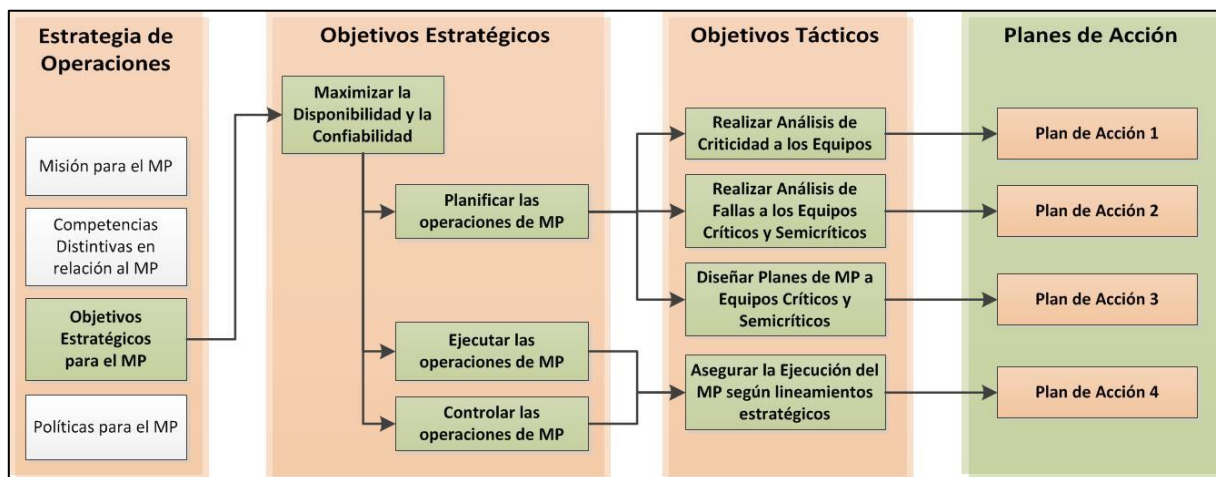 Estrategia de
Operaciones
Misión para el MP
Competencias
Distintivas en
relación al MP
Objetivos
Estratégicos
para el MP
Políticas para el MP
Objetivos Estratégicos
Maximizar la
Disponibilidad y la
Confiabilidad
Planificar las
operaciones de MP
Ejecutar las
operaciones de MP
Controlar las
operaciones de MP
Objetivos Tácticos
Realizar Análisis de
Criticidad a los Equipos
Realizar Análisis de
Fallas a los Equipos
Críticos y Semicríticos
Diseñar Planes de MP a
Equipos Críticos y
Semicríticos
Asegurar la Ejecución del
MP según lineamientos
estratégicos
Planes de Acción
Plan de Acción 1
Plan de Acción 2
Plan de Acción 3
Plan de Acción 4